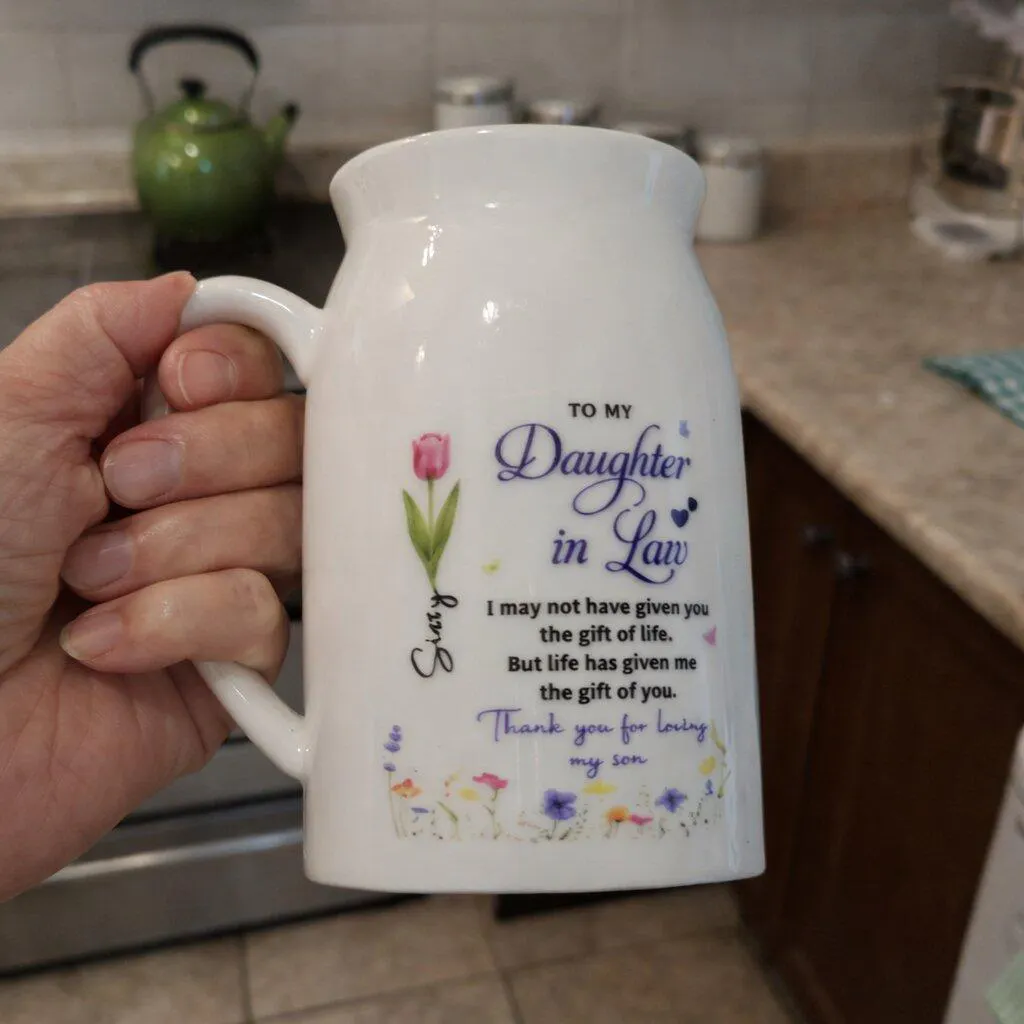 TO MY
Daughter
in Law
I may not have given you
the gift of life.
But life has given me
the gift of you.
Thank you for loving
my son